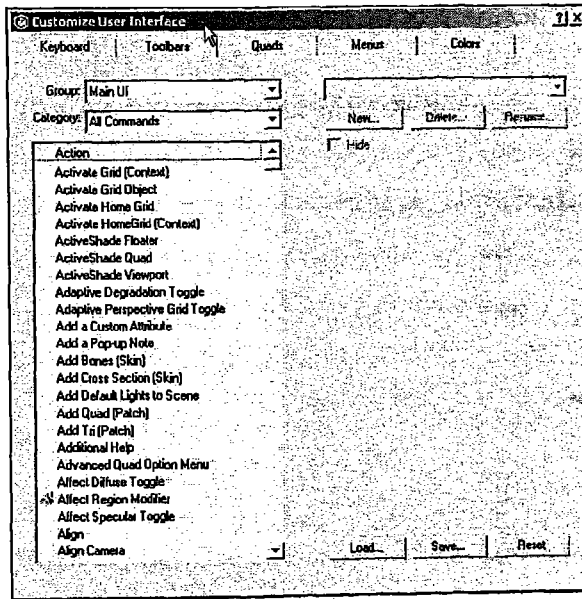 Customize User Interface
Keyboard
Toolbars
Quads
Menus
Colors
Group: Main UI
Category: All Commands
New...
Delete...
Rename...
Hide
Action
Activate Grid (Context)
Activate Grid Object
Activate Home Grid
Activate HomeGrid (Context)
ActiveShade Floater
ActiveShade Quad
ActiveShade Viewport
Adaptive Degradation Toggle
Adaptive Perspective Grid Toggle
Add a Custom Attribute
Add a Pop-up Note
Add Bones (Skin)
Add Cross Section (Skin)
Add Default Lights to Scene
Add Quad (Patch)
Add Tri (Patch)
Additional Help
Advanced Quad Option Menu
Affect Diffuse Toggle
Affect Region Modifier
Affect Specular Toggle
Align
Align Camera
Load...
Save...
Reset